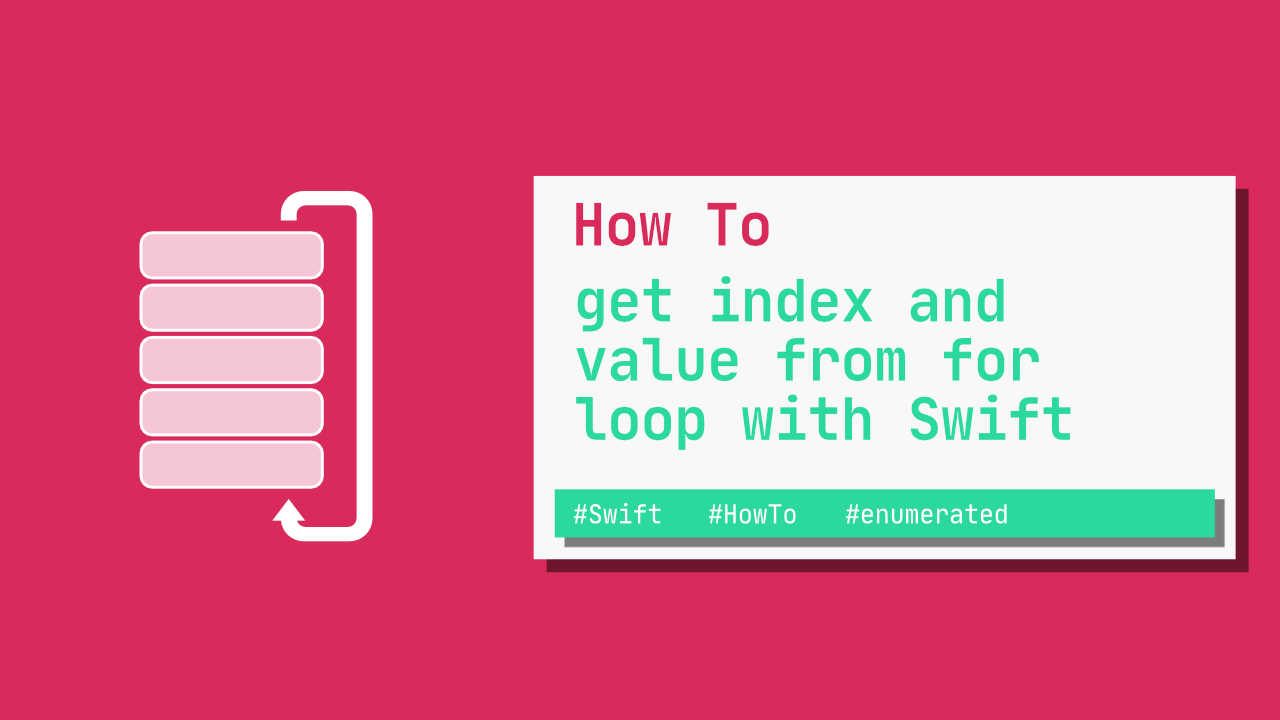 How To
get index and
value from for
loop with Swift
#Swift #HowTo #enumerated